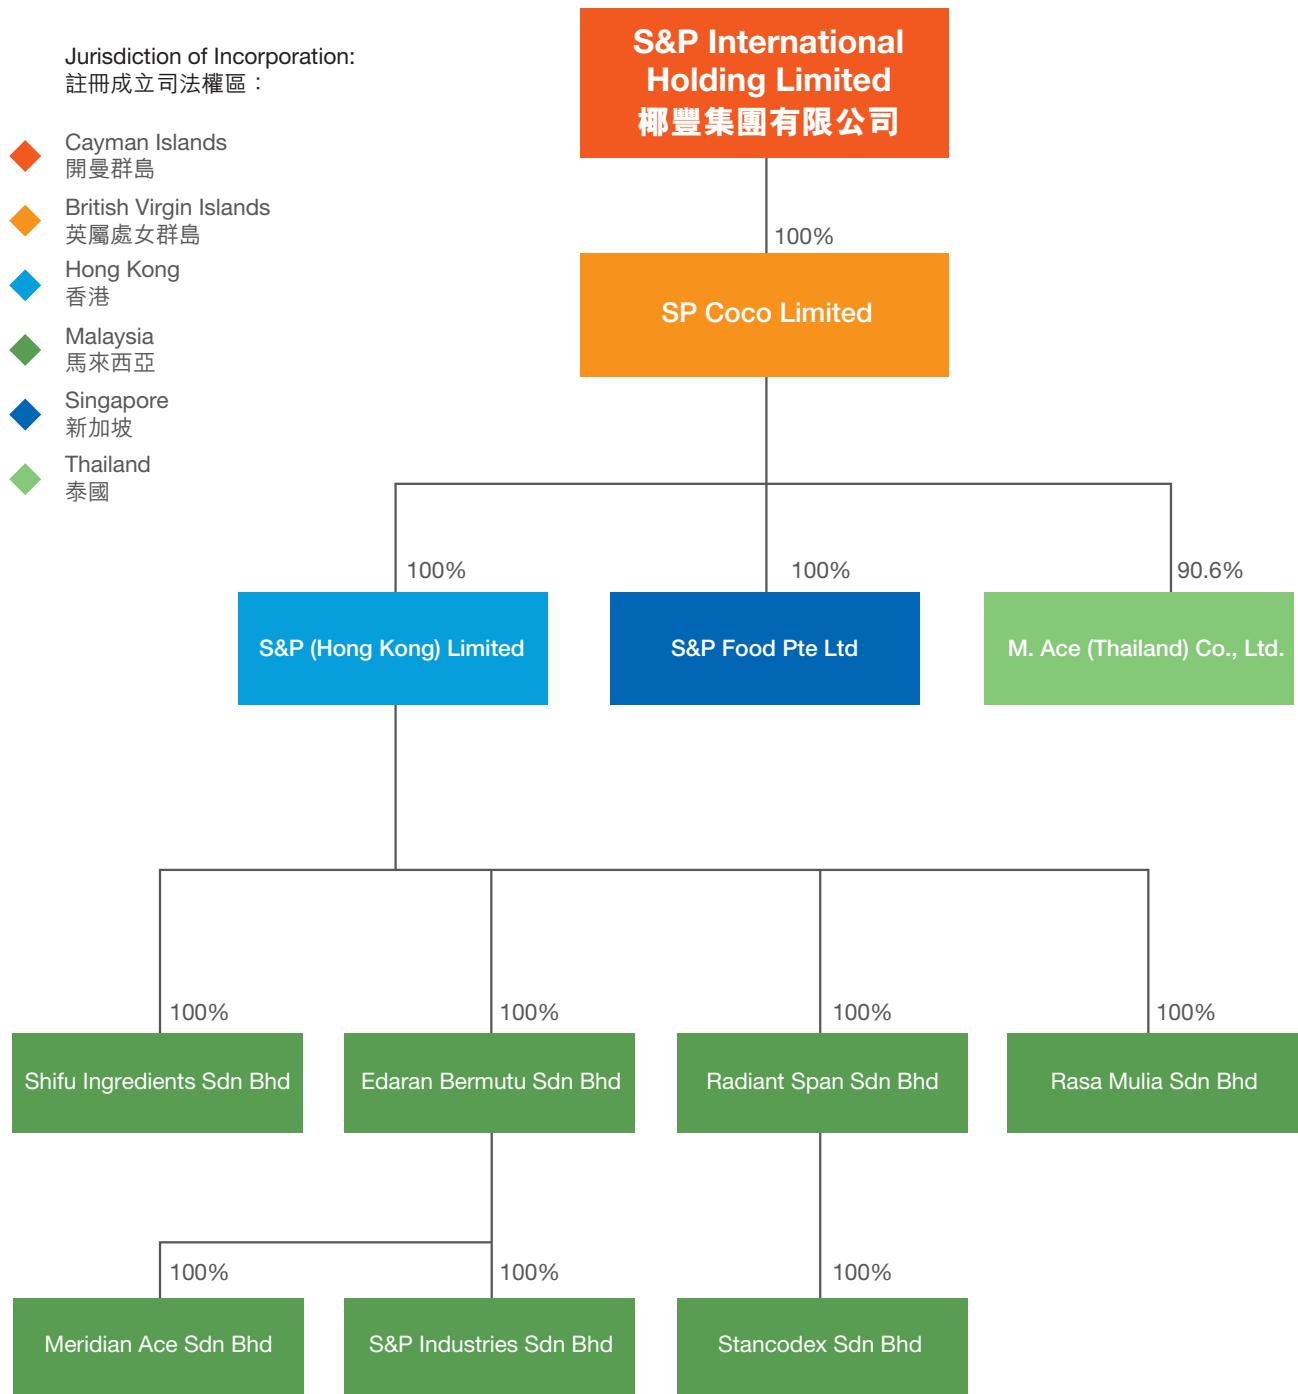 Jurisdiction of Incorporation:
註冊成立司法權區：
Cayman Islands
開曼群島
British Virgin Islands
英屬處女群島
Hong Kong
香港
Malaysia
馬來西亞
Singapore
新加坡
Thailand
泰國
S&P International
Holding Limited
椰豐集團有限公司
100%
SP Coco Limited
100%
100%
90.6%
S&P (Hong Kong) Limited
S&P Food Pte Ltd
M. Ace (Thailand) Co., Ltd.
100%
100%
100%
100%
Shifu Ingredients Sdn Bhd
Edaran Bermutu Sdn Bhd
Radiant Span Sdn Bhd
Rasa Mulia Sdn Bhd
100%
100%
100%
Meridian Ace Sdn Bhd
S&P Industries Sdn Bhd
Stancodex Sdn Bhd